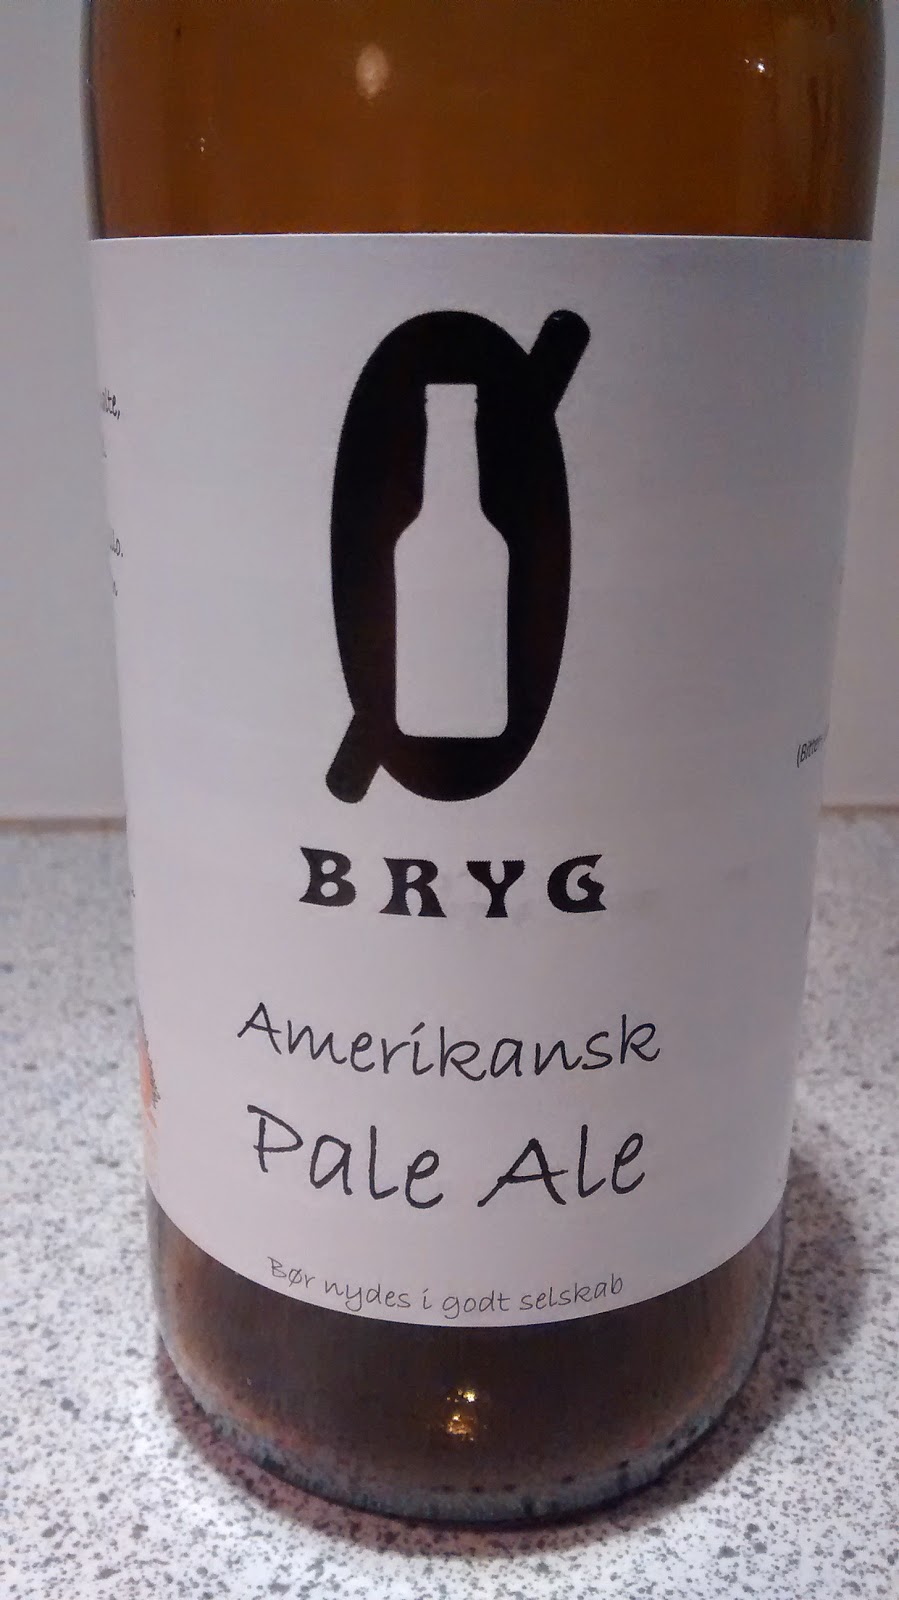 Ø
BRYG
Amerikansk
Pale Ale
Bør nydes i godt selskab